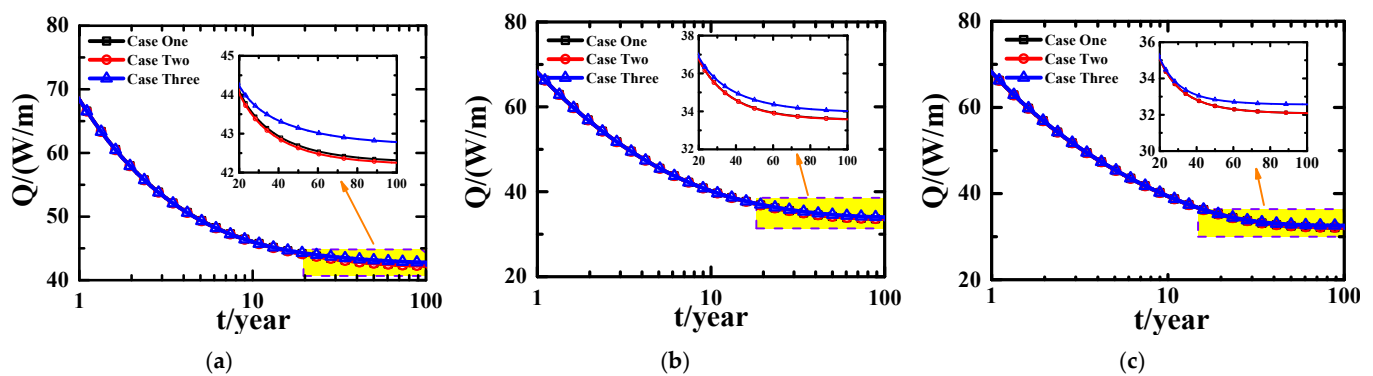 80
70
60
50
40
Q/(W/m)
Case One
Case Two
Case Three
45
44
43
42
20 40 60 80 100
1 10 100
t/year
(a)
80
60
40
20
Q/(W/m)
Case One
Case Two
Case Three
38
36
34
32
20 40 60 80 100
1 10 100
t/year
(b)
80
60
40
20
Q/(W/m)
Case One
Case Two
Case Three
36
34
32
30
20 40 60 80 100
1 10 100
t/year
(c)